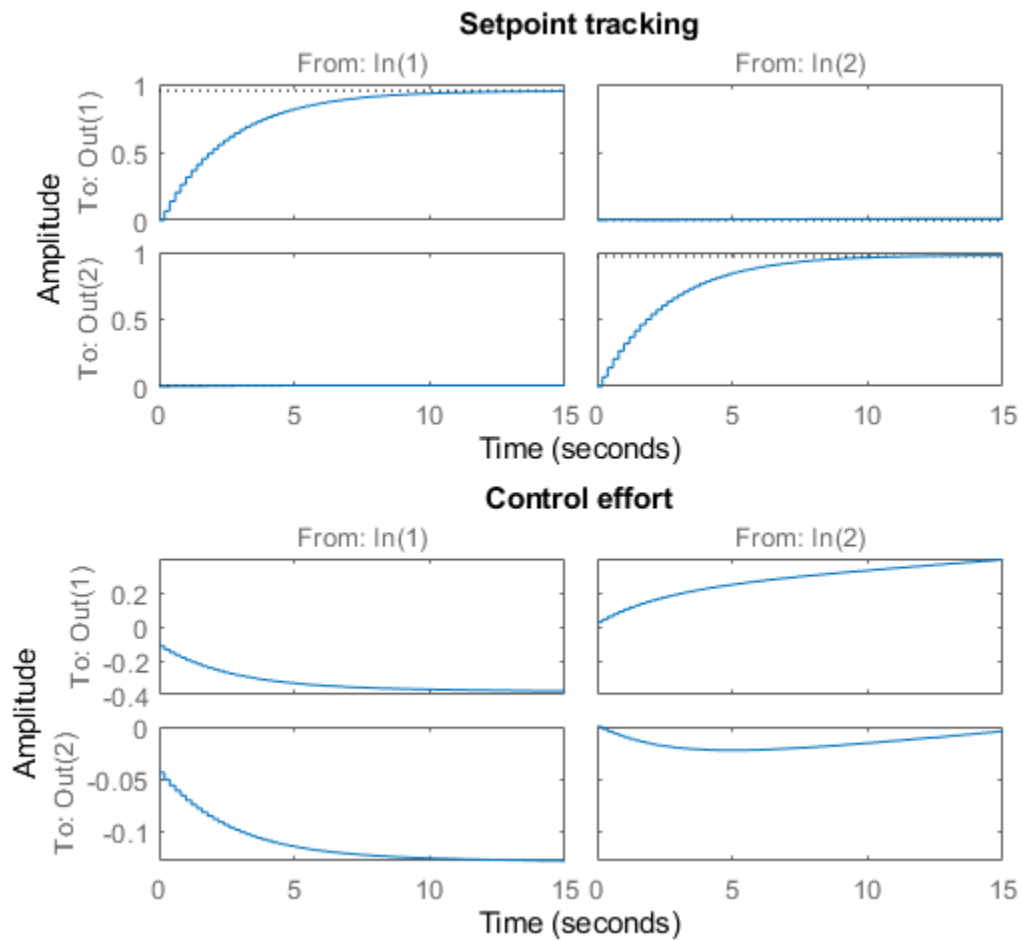 Setpoint tracking
From: In(1) From: In(2)
Amplitude
To: Out(1)
1
0.5
0
To: Out(2)
1
0.5
0
0 5 10 15 0 5 10 15
Time (seconds)
Control effort
From: In(1) From: In(2)
Amplitude
To: Out(1)
0.2
0
-0.2
-0.4
To: Out(2)
0
-0.05
-0.1
0 5 10 15 0 5 10 15
Time (seconds)